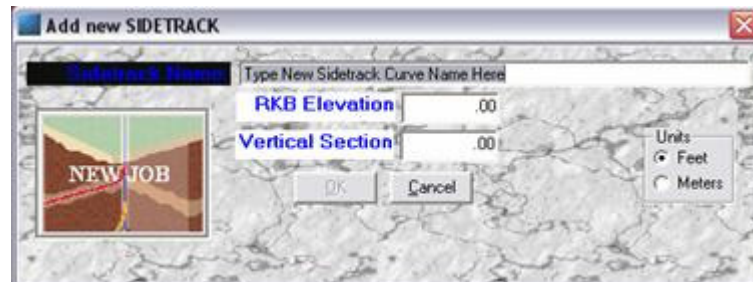 Add new SIDETRACK
Sidetrack Name
Type New Sidetrack Curve Name Here
RKB Elevation
.00
Vertical Section
.00
Units
Feet
Meters
NEW JOB
OK
Cancel